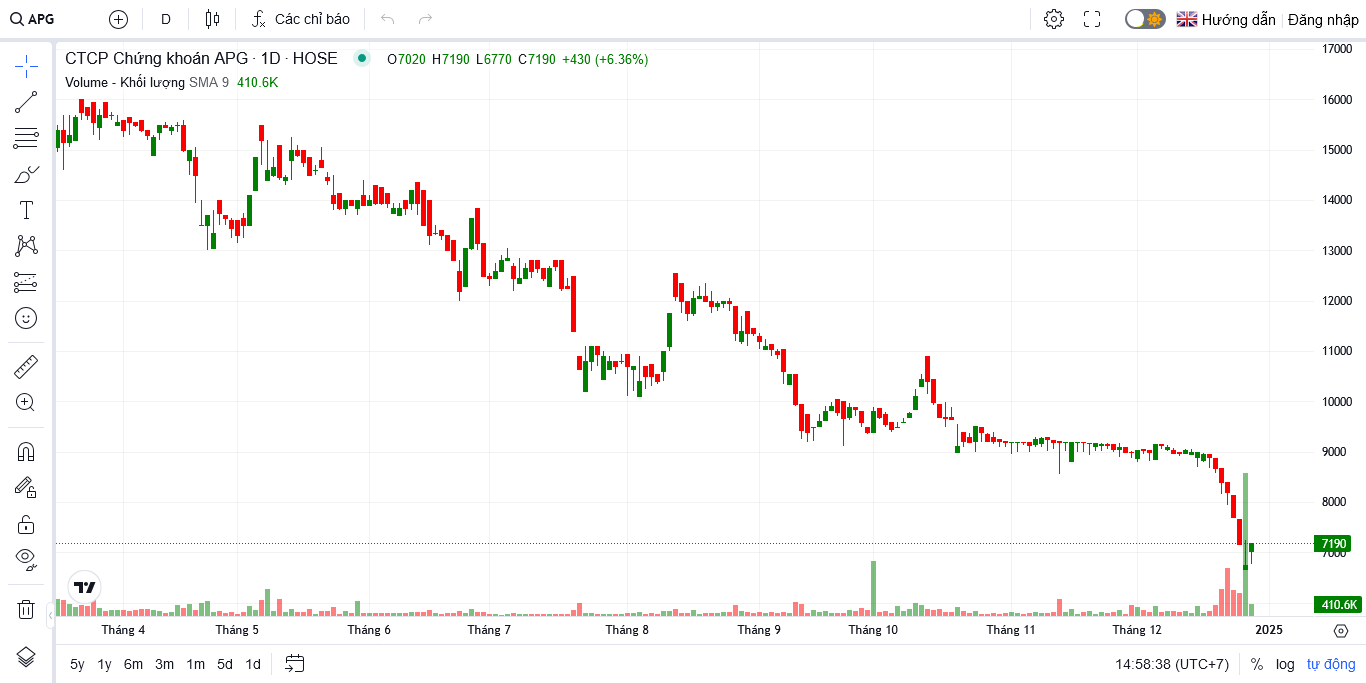 APG D Các chỉ báo Hướng dẫn Đăng nhập
CTCP Chứng khoán APG · 1D · HOSE O7020 H7190 L6770 C7190 +430 (+6.36%)
Volume - Khối lượng SMA 9 410.6K
17000
16000
15000
14000
13000
12000
11000
10000
9000
8000
7190
7000
410.6K
Tháng 4 Tháng 5 Tháng 6 Tháng 7 Tháng 8 Tháng 9 Tháng 10 Tháng 11 Tháng 12 2025
5y 1y 6m 3m 1m 5d 1d 14:58:38 (UTC+7) % log tự động